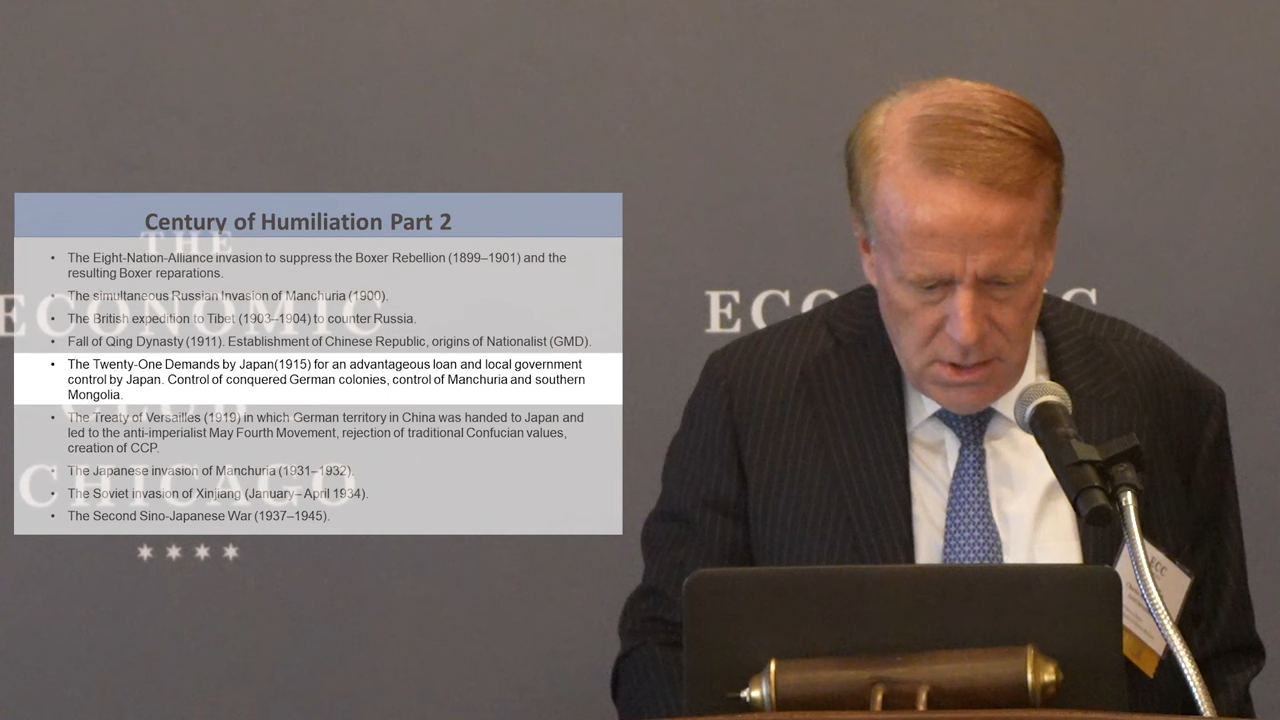 Century of Humiliation Part 2
• The Eight-Nation-Alliance invasion to suppress the Boxer Rebellion (1899–1901) and the
resulting Boxer reparations.
• The simultaneous Russian Invasion of Manchuria (1900).
• The British expedition to Tibet (1903–1904) to counter Russia.
• Fall of Qing Dynasty (1911). Establishment of Chinese Republic, origins of Nationalist (GMD).
• The Twenty-One Demands by Japan(1915) for an advantageous loan and local government
control by Japan. Control of conquered German colonies, control of Manchuria and southern
Mongolia.
• The Treaty of Versailles (1919) in which German territory in China was handed to Japan and
led to the anti-imperialist May Fourth Movement, rejection of traditional Confucian values,
creation of CCP.
• The Japanese invasion of Manchuria (1931–1932).
• The Soviet invasion of Xinjiang (January–April 1934).
• The Second Sino-Japanese War (1937–1945).
THE
ECONOMIC
CLUB
CHICAGO
ECO IC
ECC